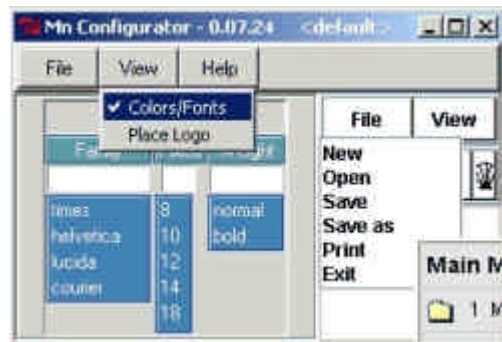 Mn Configurator - 0.07.24 <default>
File View Help
Colors/Fonts
Place Logo
times
helvetica
lucida
courier
8
10
12
14
18
normal
bold
File View
New
Open
Save
Save as
Print
Exit
Main M
1 M